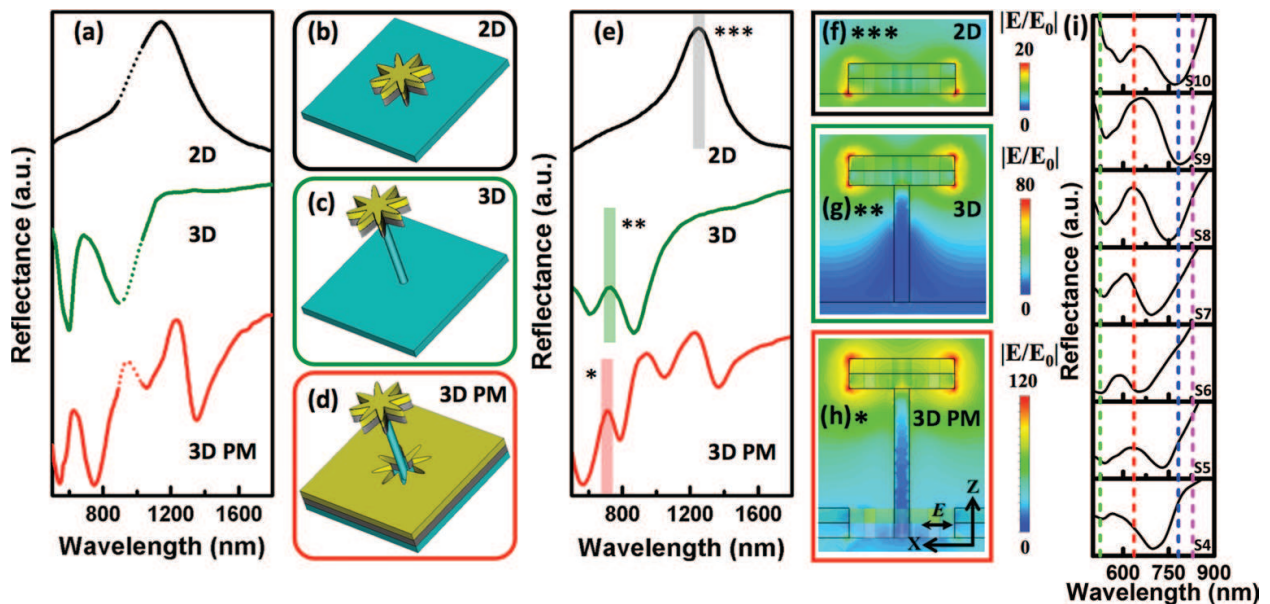 (a)
2D
3D
3D PM
Reflectance (a.u.)
800 1200 1600
Wavelength (nm)
(b) 2D
(c) 3D
(d) 3D PM
(e)
***
2D
**
3D
*
3D PM
Reflectance (a.u.)
800 1200 1600
Wavelength (nm)
(f) *** 2D
|E/E₀|
20
0
(g) ** 3D
|E/E₀|
80
0
(h) * 3D PM
|E/E₀|
120
0
Z
E
X
(i)
S10
S9
S8
S7
S6
S5
S4
Reflectance (a.u.)
600 750 900
Wavelength (nm)